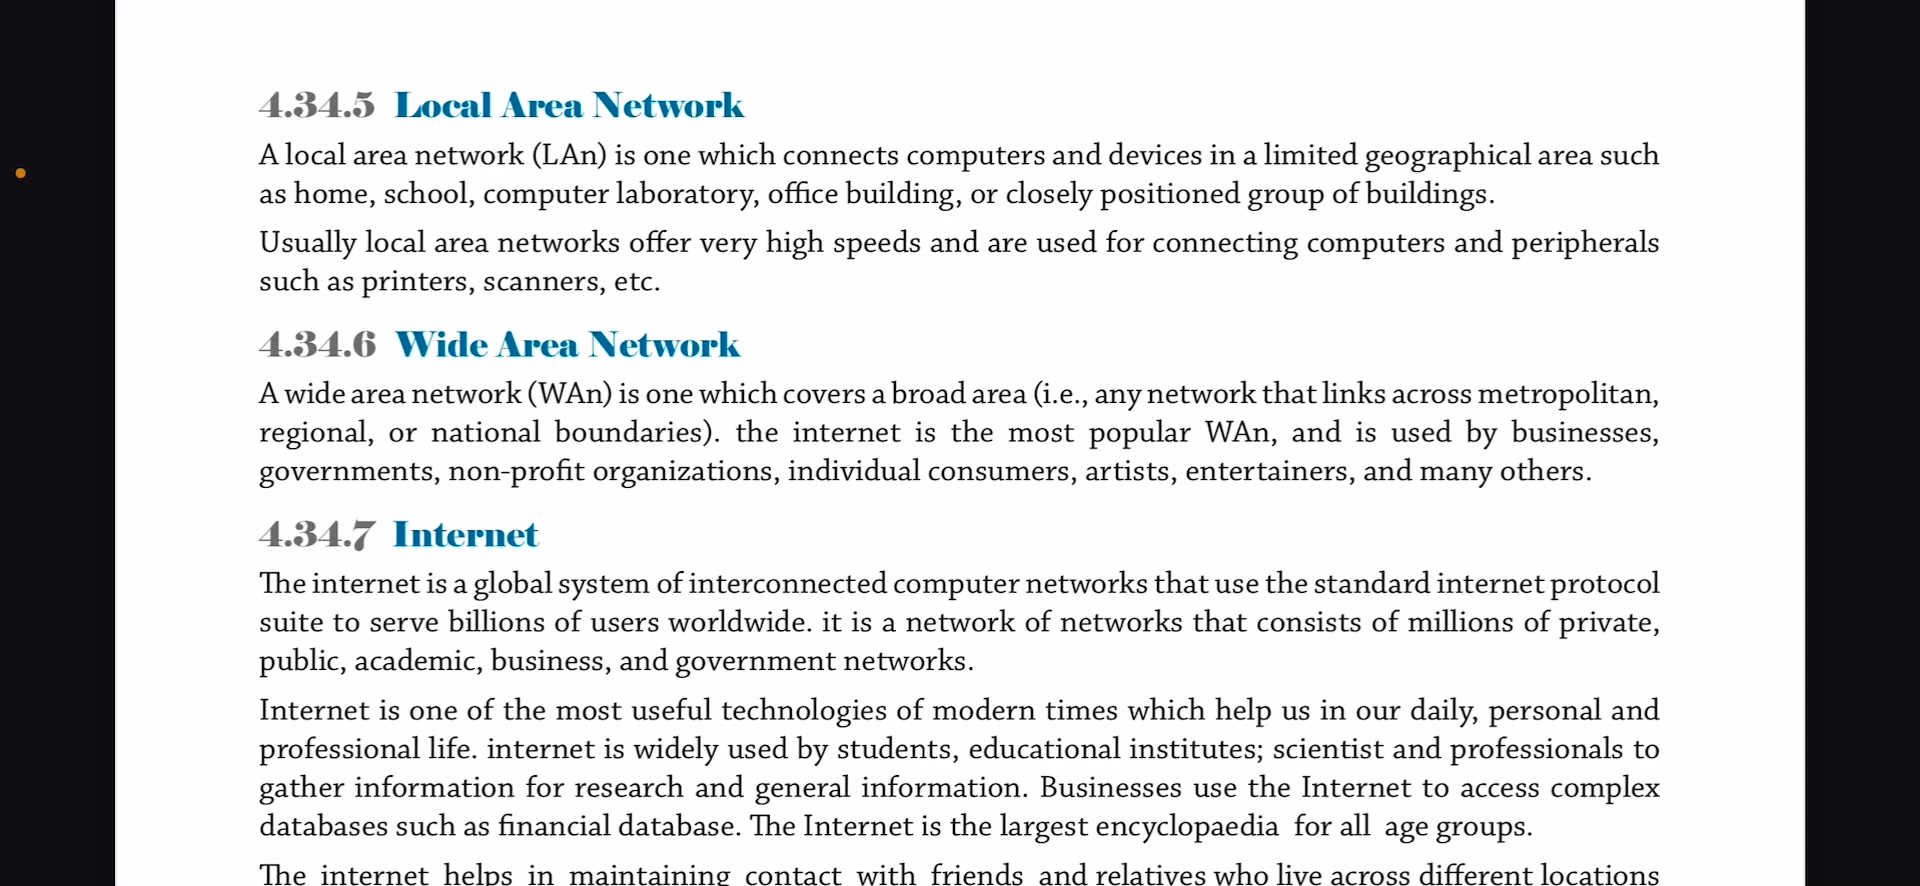 4.34.5 Local Area Network
A local area network (LAn) is one which connects computers and devices in a limited geographical area such
as home, school, computer laboratory, office building, or closely positioned group of buildings.
Usually local area networks offer very high speeds and are used for connecting computers and peripherals
such as printers, scanners, etc.
4.34.6 Wide Area Network
A wide area network (WAn) is one which covers a broad area (i.e., any network that links across metropolitan,
regional, or national boundaries). the internet is the most popular WAn, and is used by businesses,
governments, non-profit organizations, individual consumers, artists, entertainers, and many others.
4.34.7 Internet
The internet is a global system of interconnected computer networks that use the standard internet protocol
suite to serve billions of users worldwide. it is a network of networks that consists of millions of private,
public, academic, business, and government networks.
Internet is one of the most useful technologies of modern times which help us in our daily, personal and
professional life. internet is widely used by students, educational institutes; scientist and professionals to
gather information for research and general information. Businesses use the Internet to access complex
databases such as financial database. The Internet is the largest encyclopaedia for all age groups.
The internet helps in maintaining contact with friends and relatives who live across different locations